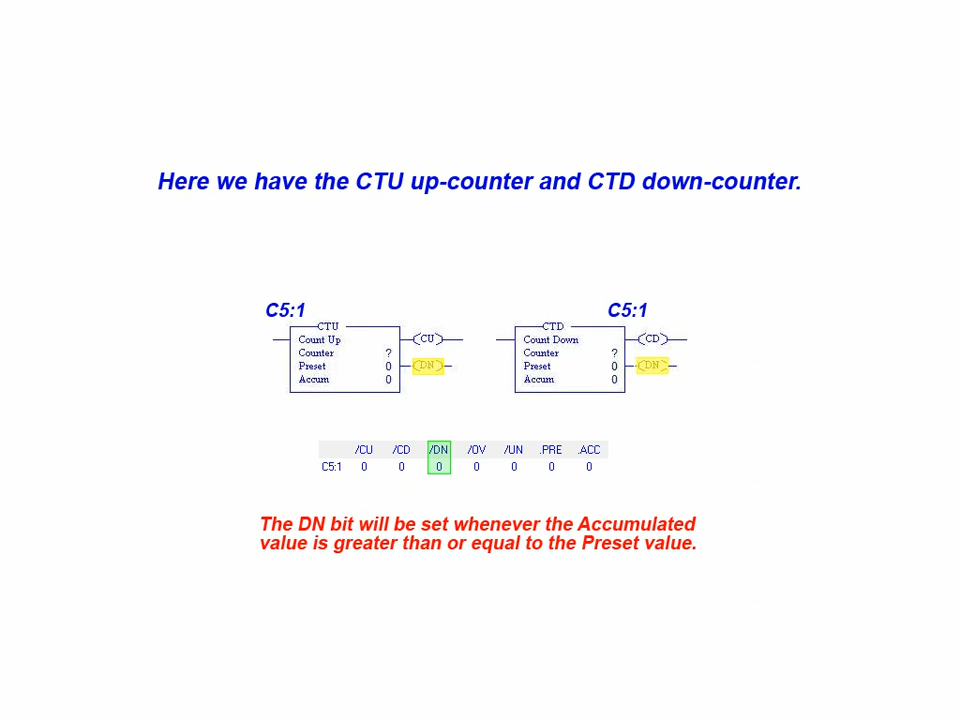 Here we have the CTU up-counter and CTD down-counter.
C5:1 C5:1
CTU CTD
Count Up CU Count Down CD
Counter ? Counter ?
Preset 0 DN Preset 0 DN
Accum 0 Accum 0
/CU /CD /DN /OV /UN .PRE .ACC
C5:1 0 0 0 0 0 0 0
The DN bit will be set whenever the Accumulated
value is greater than or equal to the Preset value.